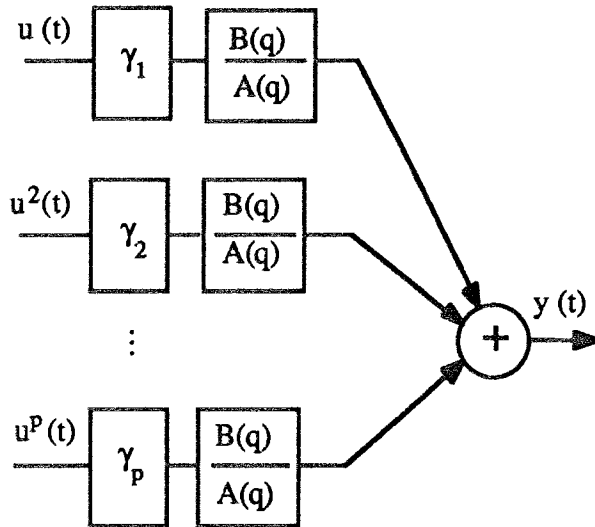 u (t)
γ₁
B(q)
A(q)
u²(t)
γ₂
B(q)
A(q)
y (t)
+
⋮
uᵖ(t)
γₚ
B(q)
A(q)